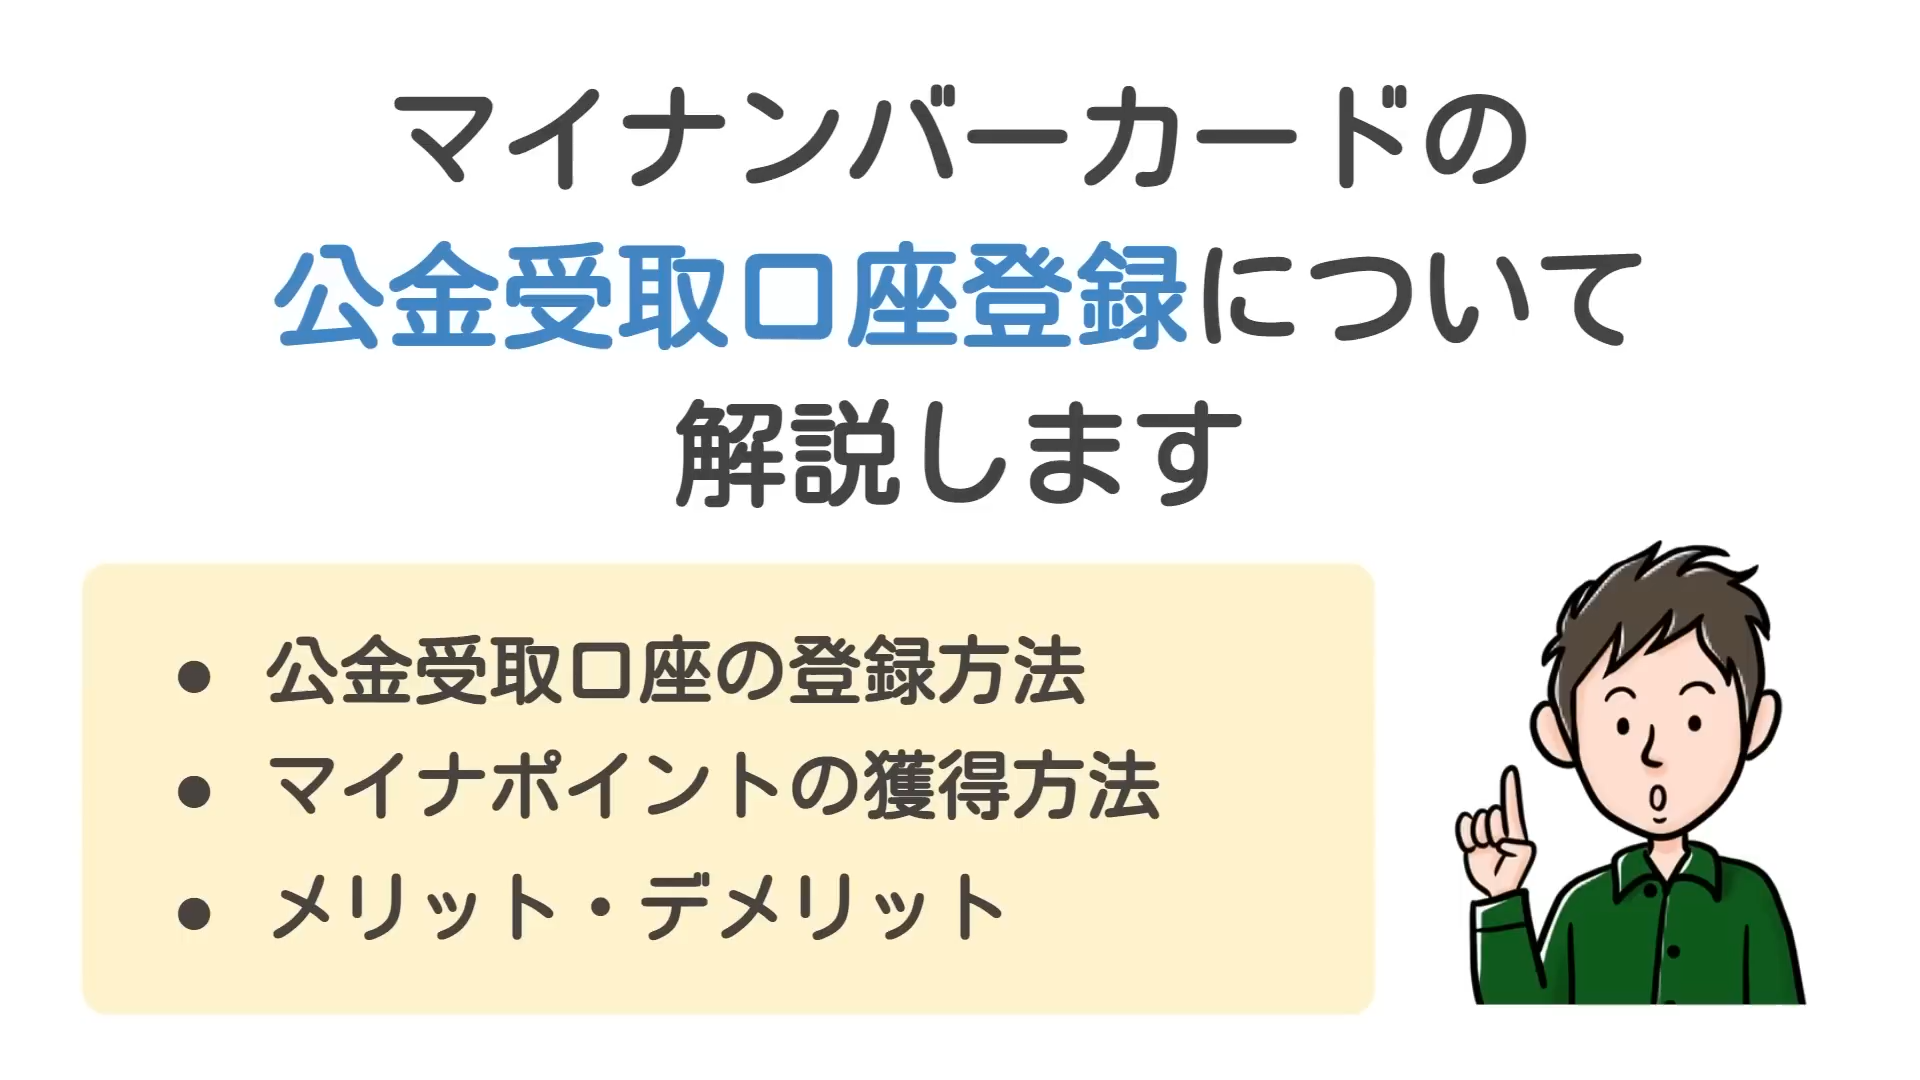 マイナンバーカードの
公金受取口座登録について
解説します
● 公金受取口座の登録方法
● マイナポイントの獲得方法
● メリット・デメリット